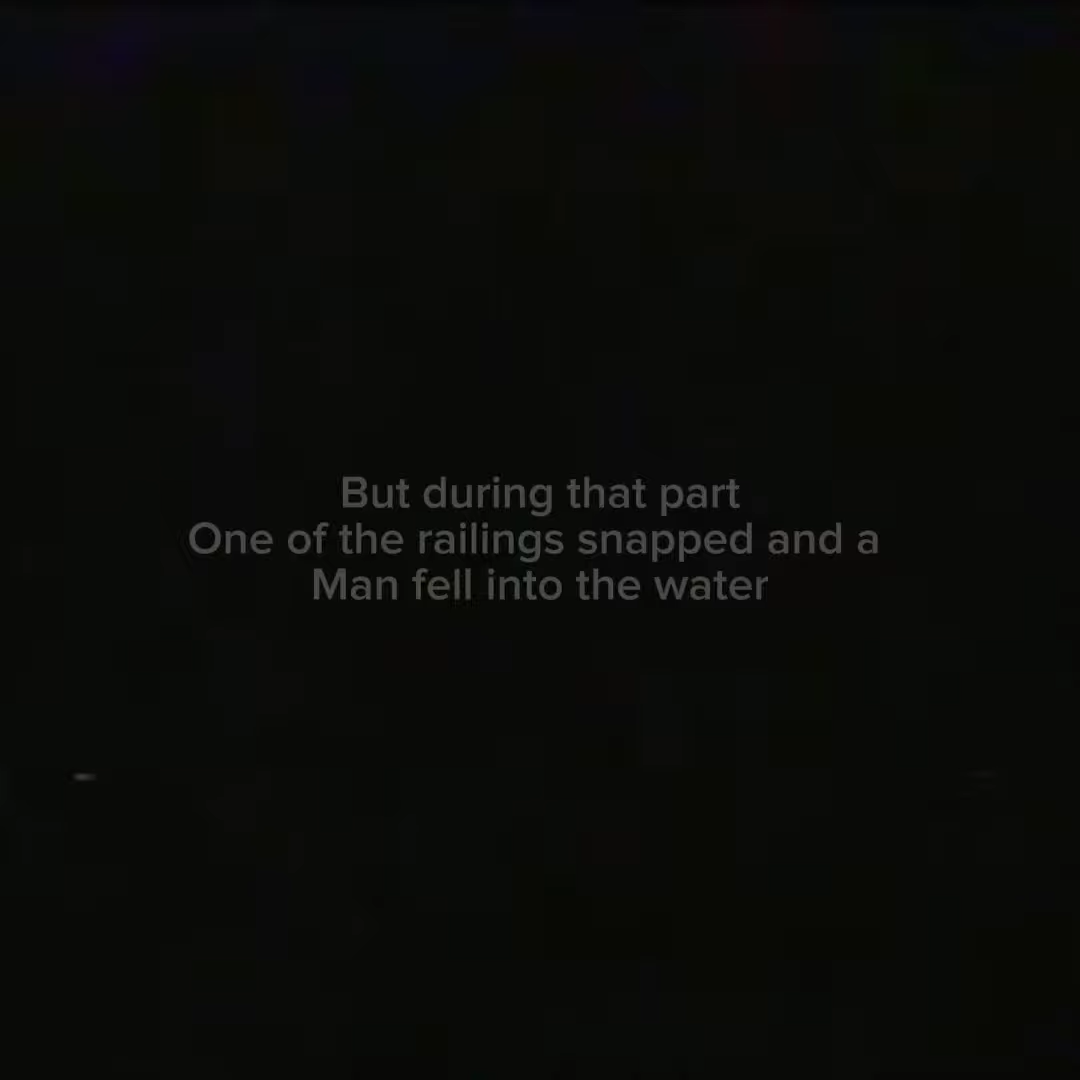 But during that part
One of the railings snapped and a
Man fell into the water